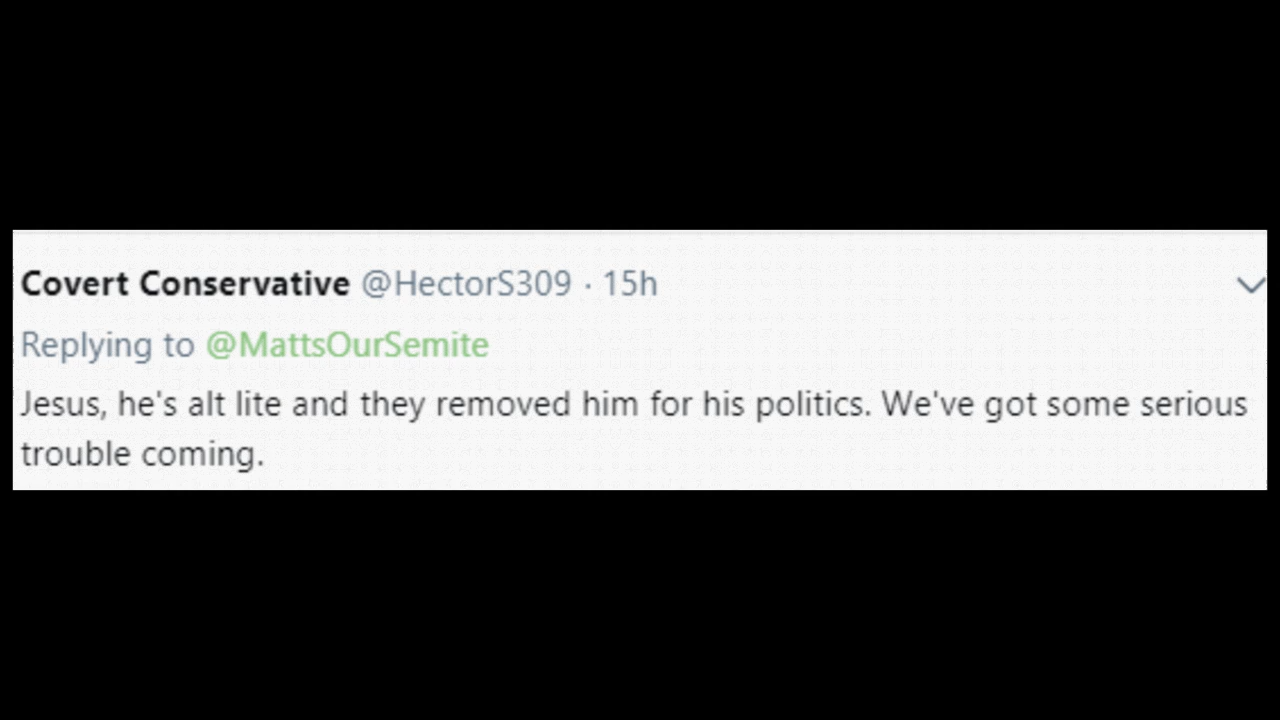 Covert Conservative @HectorS309 · 15h
Replying to @MattsOurSemite
Jesus, he's alt lite and they removed him for his politics. We've got some serious
trouble coming.